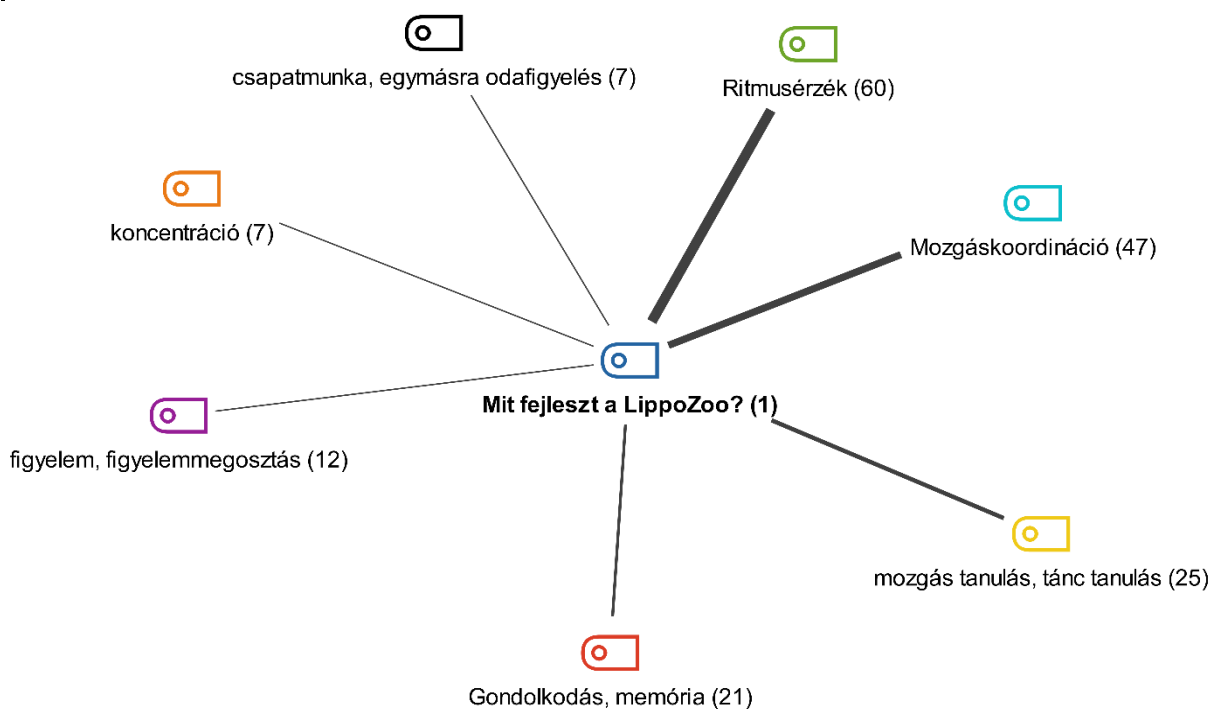 csapatmunka, egymásra odafigyelés (7)
Ritmusérzék (60)
koncentráció (7)
Mozgáskoordináció (47)
Mit fejleszt a LippoZoo? (1)
figyelem, figyelemmegosztás (12)
mozgás tanulás, tánc tanulás (25)
Gondolkodás, memória (21)